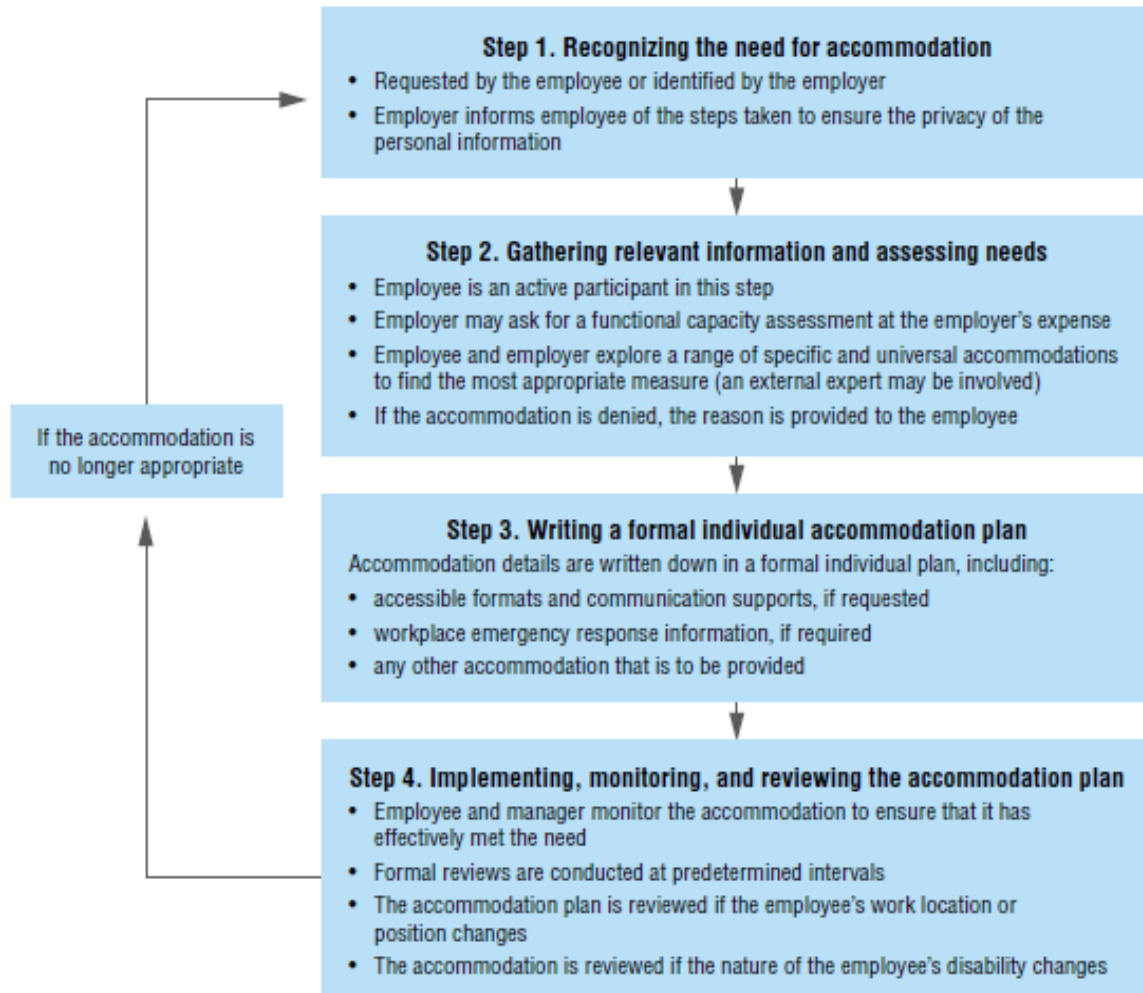 Step 1. Recognizing the need for accommodation
• Requested by the employee or identified by the employer
• Employer informs employee of the steps taken to ensure the privacy of the
personal information
Step 2. Gathering relevant information and assessing needs
• Employee is an active participant in this step
• Employer may ask for a functional capacity assessment at the employer's expense
• Employee and employer explore a range of specific and universal accommodations
to find the most appropriate measure (an external expert may be involved)
• If the accommodation is denied, the reason is provided to the employee
If the accommodation is
no longer appropriate
Step 3. Writing a formal individual accommodation plan
Accommodation details are written down in a formal individual plan, including:
• accessible formats and communication supports, if requested
• workplace emergency response information, if required
• any other accommodation that is to be provided
Step 4. Implementing, monitoring, and reviewing the accommodation plan
• Employee and manager monitor the accommodation to ensure that it has
effectively met the need
• Formal reviews are conducted at predetermined intervals
• The accommodation plan is reviewed if the employee's work location or
position changes
• The accommodation is reviewed if the nature of the employee's disability changes